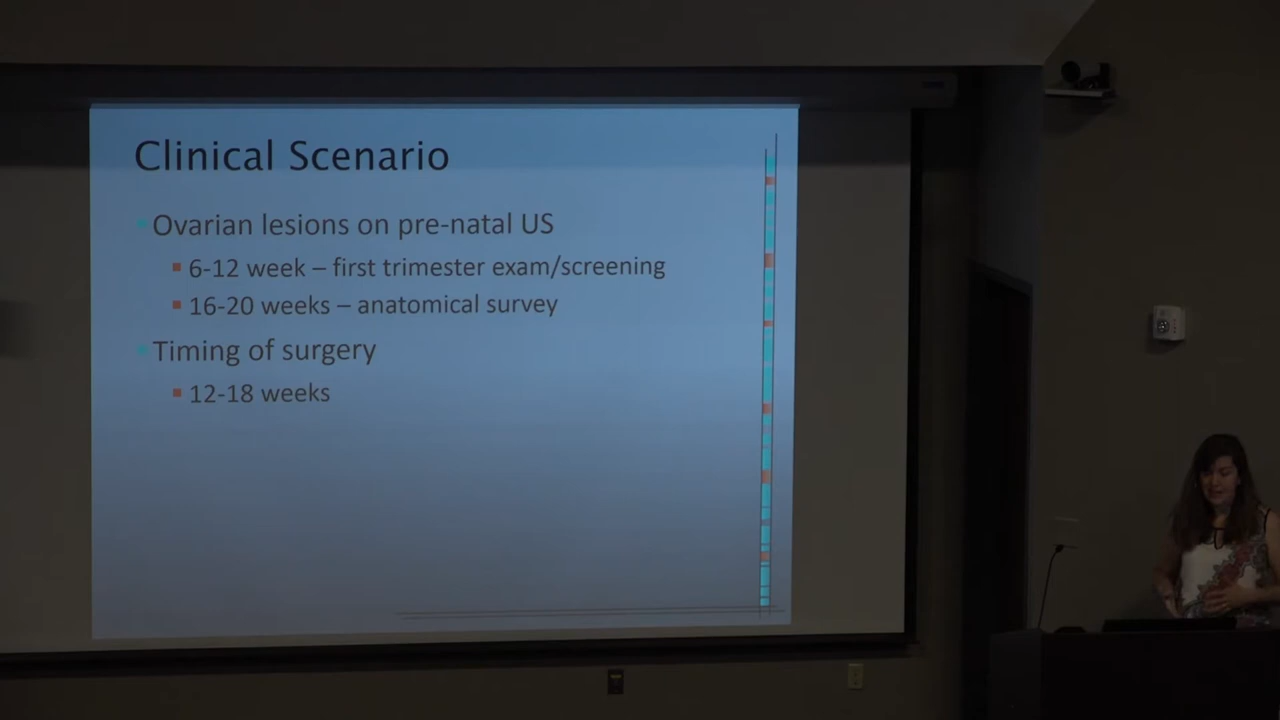 Clinical Scenario
Ovarian lesions on pre-natal US
6-12 week – first trimester exam/screening
16-20 weeks – anatomical survey
Timing of surgery
12-18 weeks